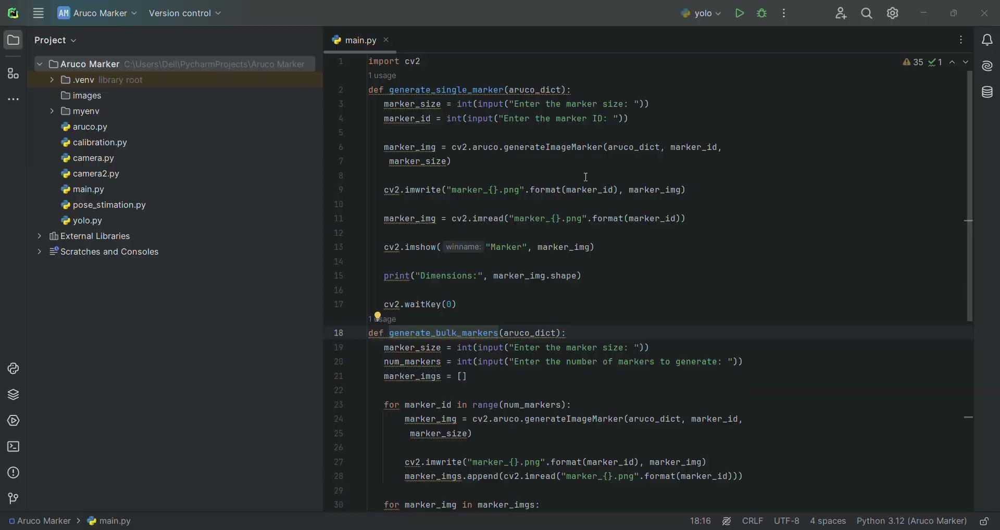 PC
AM Aruco Marker
Version control
yolo
Project
main.py
Aruco Marker C:\Users\Dell\PycharmProjects\Aruco Marker
.venv library root
images
myenv
aruco.py
calibration.py
camera.py
camera2.py
main.py
pose_stimation.py
yolo.py
External Libraries
Scratches and Consoles
35 1
1 import cv2
1 usage
2 def generate_single_marker(aruco_dict):
3 marker_size = int(input("Enter the marker size: "))
4 marker_id = int(input("Enter the marker ID: "))
5
6 marker_img = cv2.aruco.generateImageMarker(aruco_dict, marker_id,
7 marker_size)
8
9 cv2.imwrite("marker_{}.png".format(marker_id), marker_img)
10
11 marker_img = cv2.imread("marker_{}.png".format(marker_id))
12
13 cv2.imshow( winname: "Marker", marker_img)
14
15 print("Dimensions:", marker_img.shape)
16
17 cv2.waitKey(0)
1 usage
18 def generate_bulk_markers(aruco_dict):
19 marker_size = int(input("Enter the marker size: "))
20 num_markers = int(input("Enter the number of markers to generate: "))
21 marker_imgs = []
22
23 for marker_id in range(num_markers):
24 marker_img = cv2.aruco.generateImageMarker(aruco_dict, marker_id,
25 marker_size)
26
27 cv2.imwrite("marker_{}.png".format(marker_id), marker_img)
28 marker_imgs.append(cv2.imread("marker_{}.png".format(marker_id)))
29
30 for marker_img in marker_imgs:
Aruco Marker > main.py
18:16 CRLF UTF-8 4 spaces Python 3.12 (Aruco Marker)